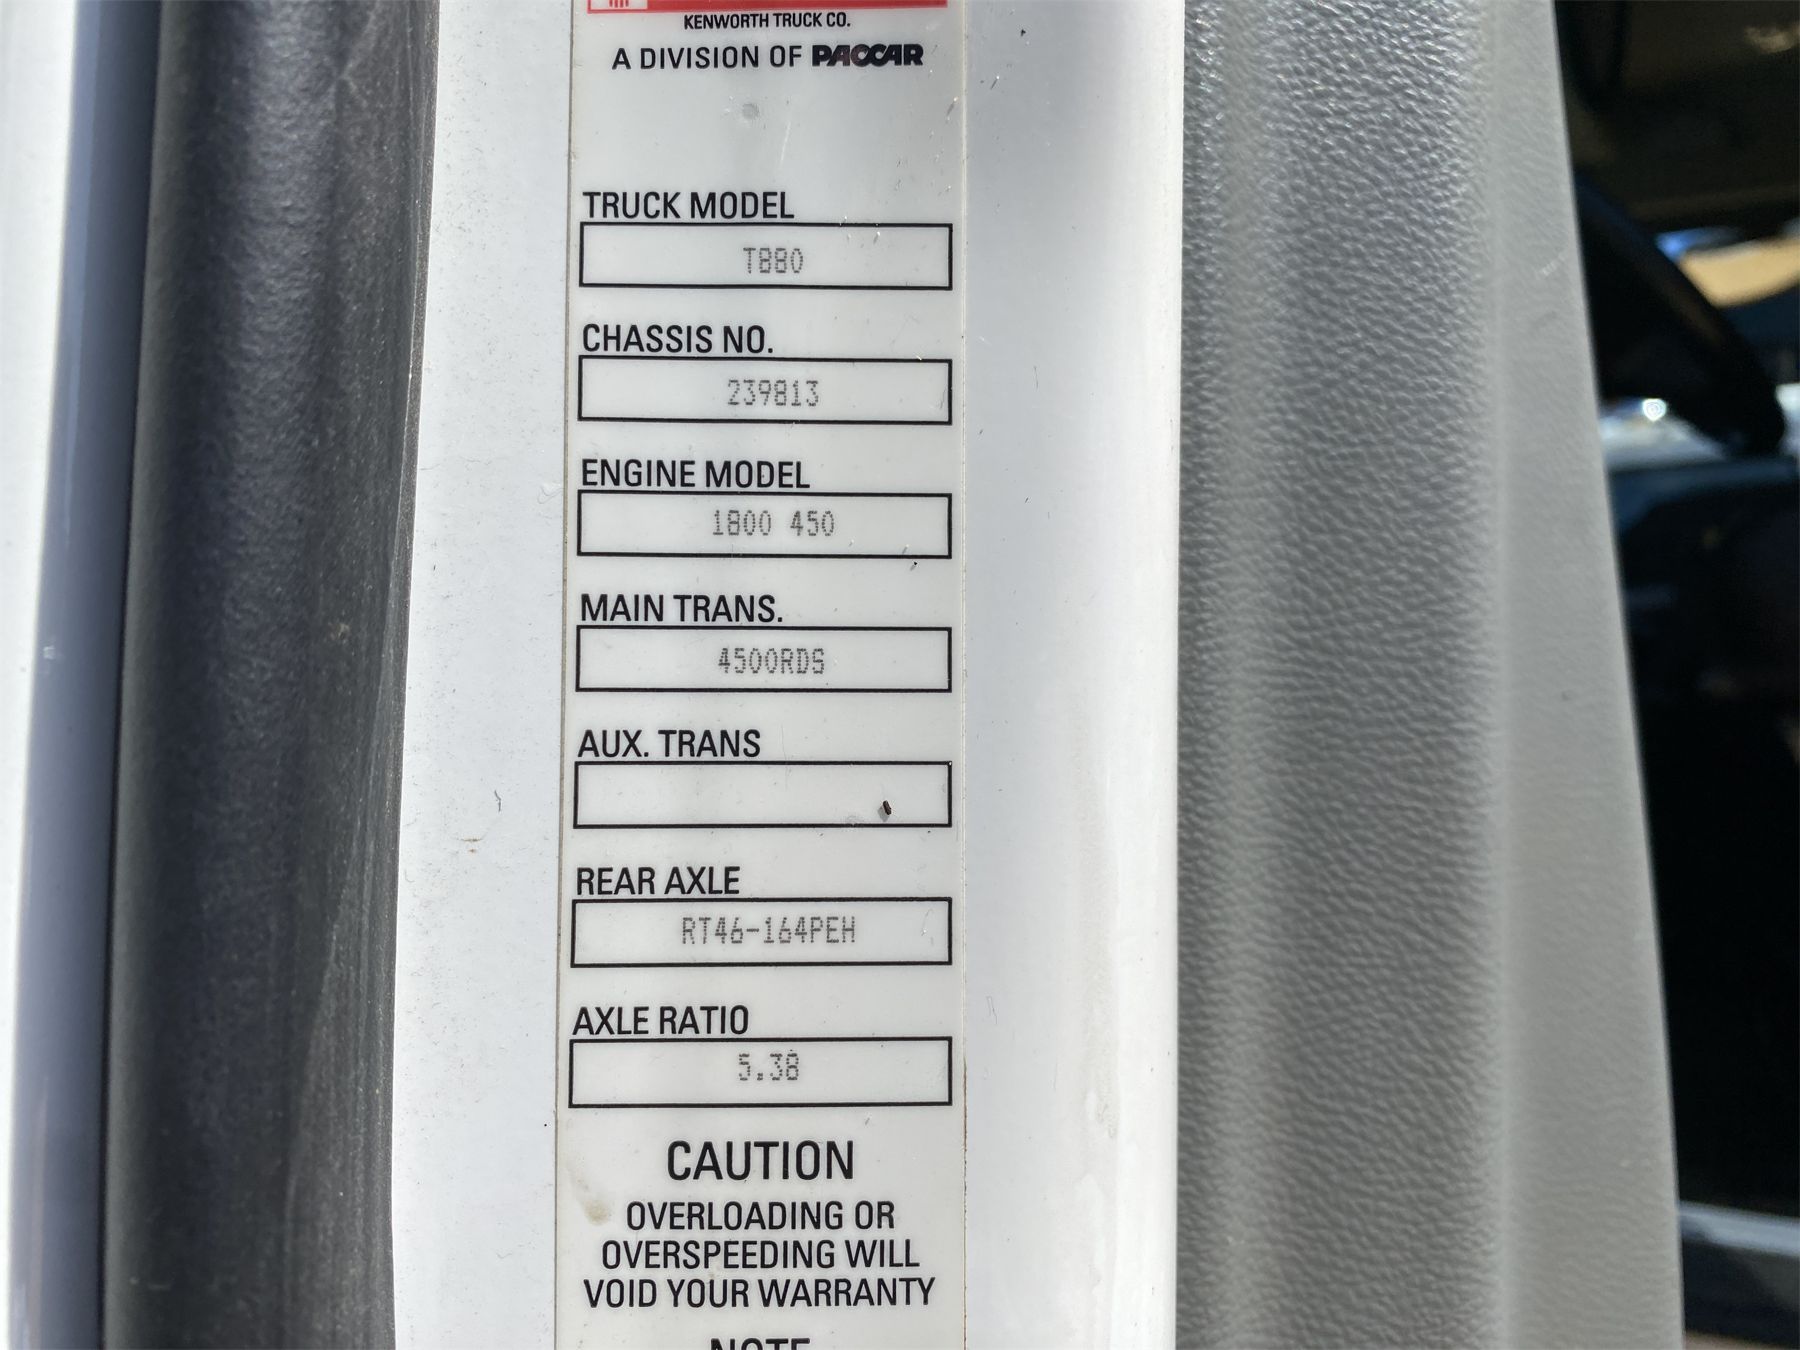 KENWORTH TRUCK CO.
A DIVISION OF PACCAR
TRUCK MODEL
T880
CHASSIS NO.
239813
ENGINE MODEL
1800 450
MAIN TRANS.
4500RDS
AUX. TRANS
REAR AXLE
RT46-164PEH
AXLE RATIO
5.38
CAUTION
OVERLOADING OR
OVERSPEEDING WILL
VOID YOUR WARRANTY
NOTE